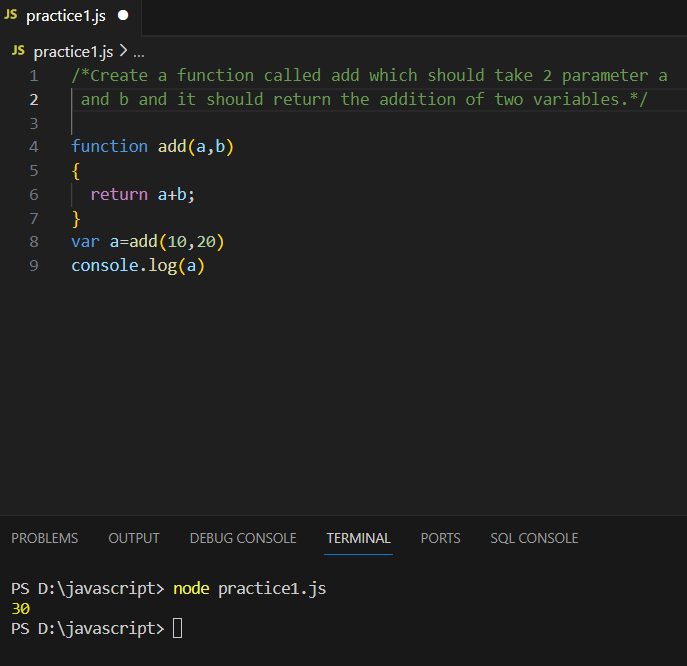 JS practice1.js ●
JS practice1.js > ...
1 /*Create a function called add which should take 2 parameter a
2 and b and it should return the addition of two variables.*/
3
4 function add(a,b)
5 {
6 return a+b;
7 }
8 var a=add(10,20)
9 console.log(a)
PROBLEMS OUTPUT DEBUG CONSOLE TERMINAL PORTS SQL CONSOLE
PS D:\javascript> node practice1.js
30
PS D:\javascript>